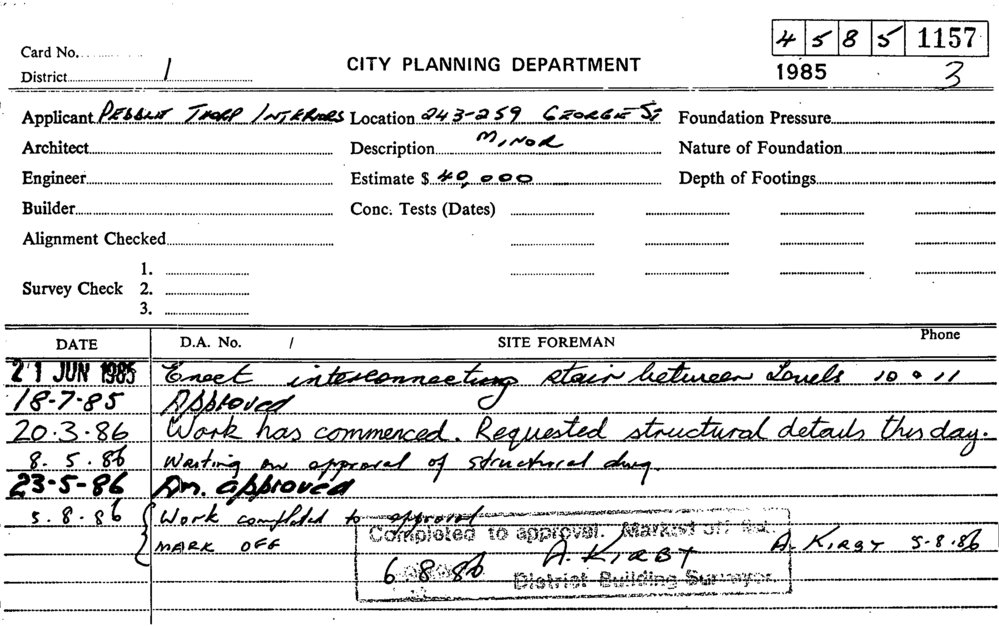 4 5 8 5 1157
Card No.
CITY PLANNING DEPARTMENT
1985 3
District /
Applicant Interiors Location 243-259 George St Foundation Pressure
Architect Description Minor Nature of Foundation
Engineer Estimate $ 40,000 Depth of Footings
Builder Conc. Tests (Dates)
Alignment Checked
1.
Survey Check 2.
3.
DATE D.A. No. / SITE FOREMAN Phone
21 JUN 1985 Erect interconnecting stair between Levels 10 & 11
18-7-85 Approved
20.3.86 Work has commenced. Requested structural details this day.
8.5.86 Waiting on approval of structural dwg.
23-5-86 Am. approved
5.8.86 Work completed to approval
MARK OFF
Completed to approval. Marked off list.
A. KIRBY A. KIRBY 5-8-86
6 8 86 District Building Surveyor.